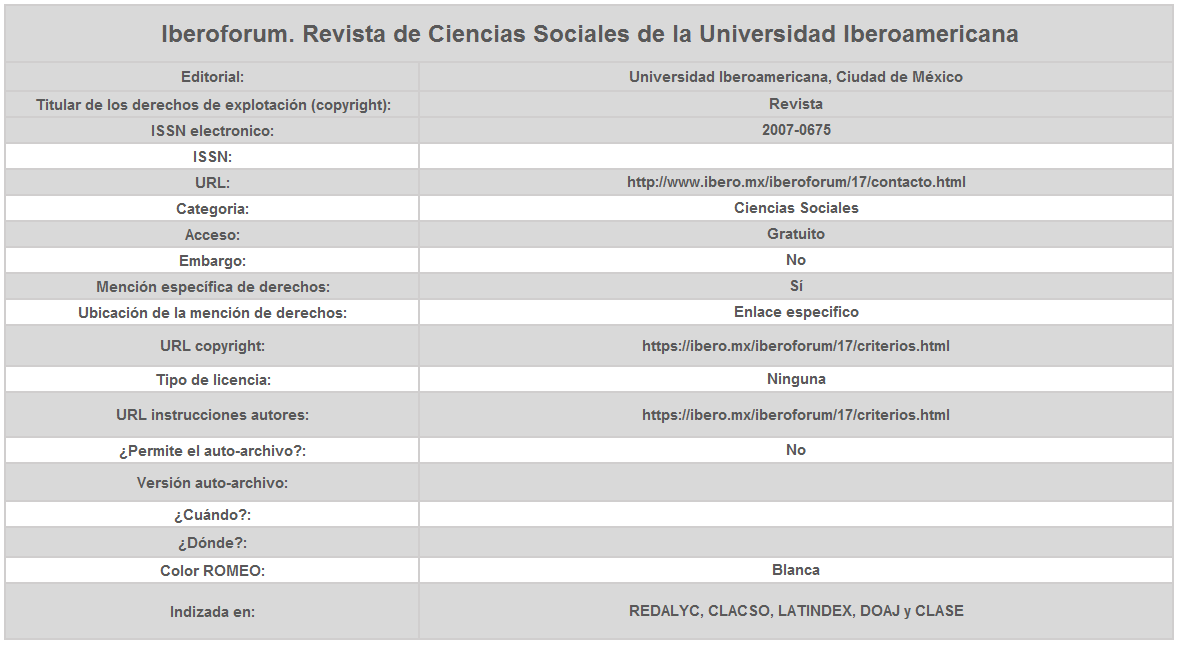 Iberoforum. Revista de Ciencias Sociales de la Universidad Iberoamericana
Editorial: Universidad Iberoamericana, Ciudad de México
Titular de los derechos de explotación (copyright): Revista
ISSN electronico: 2007-0675
ISSN:
URL: http://www.ibero.mx/iberoforum/17/contacto.html
Categoria: Ciencias Sociales
Acceso: Gratuito
Embargo: No
Mención específica de derechos: Sí
Ubicación de la mención de derechos: Enlace especifico
URL copyright: https://ibero.mx/iberoforum/17/criterios.html
Tipo de licencia: Ninguna
URL instrucciones autores: https://ibero.mx/iberoforum/17/criterios.html
¿Permite el auto-archivo?: No
Versión auto-archivo:
¿Cuándo?:
¿Dónde?:
Color ROMEO: Blanca
Indizada en: REDALYC, CLACSO, LATINDEX, DOAJ y CLASE